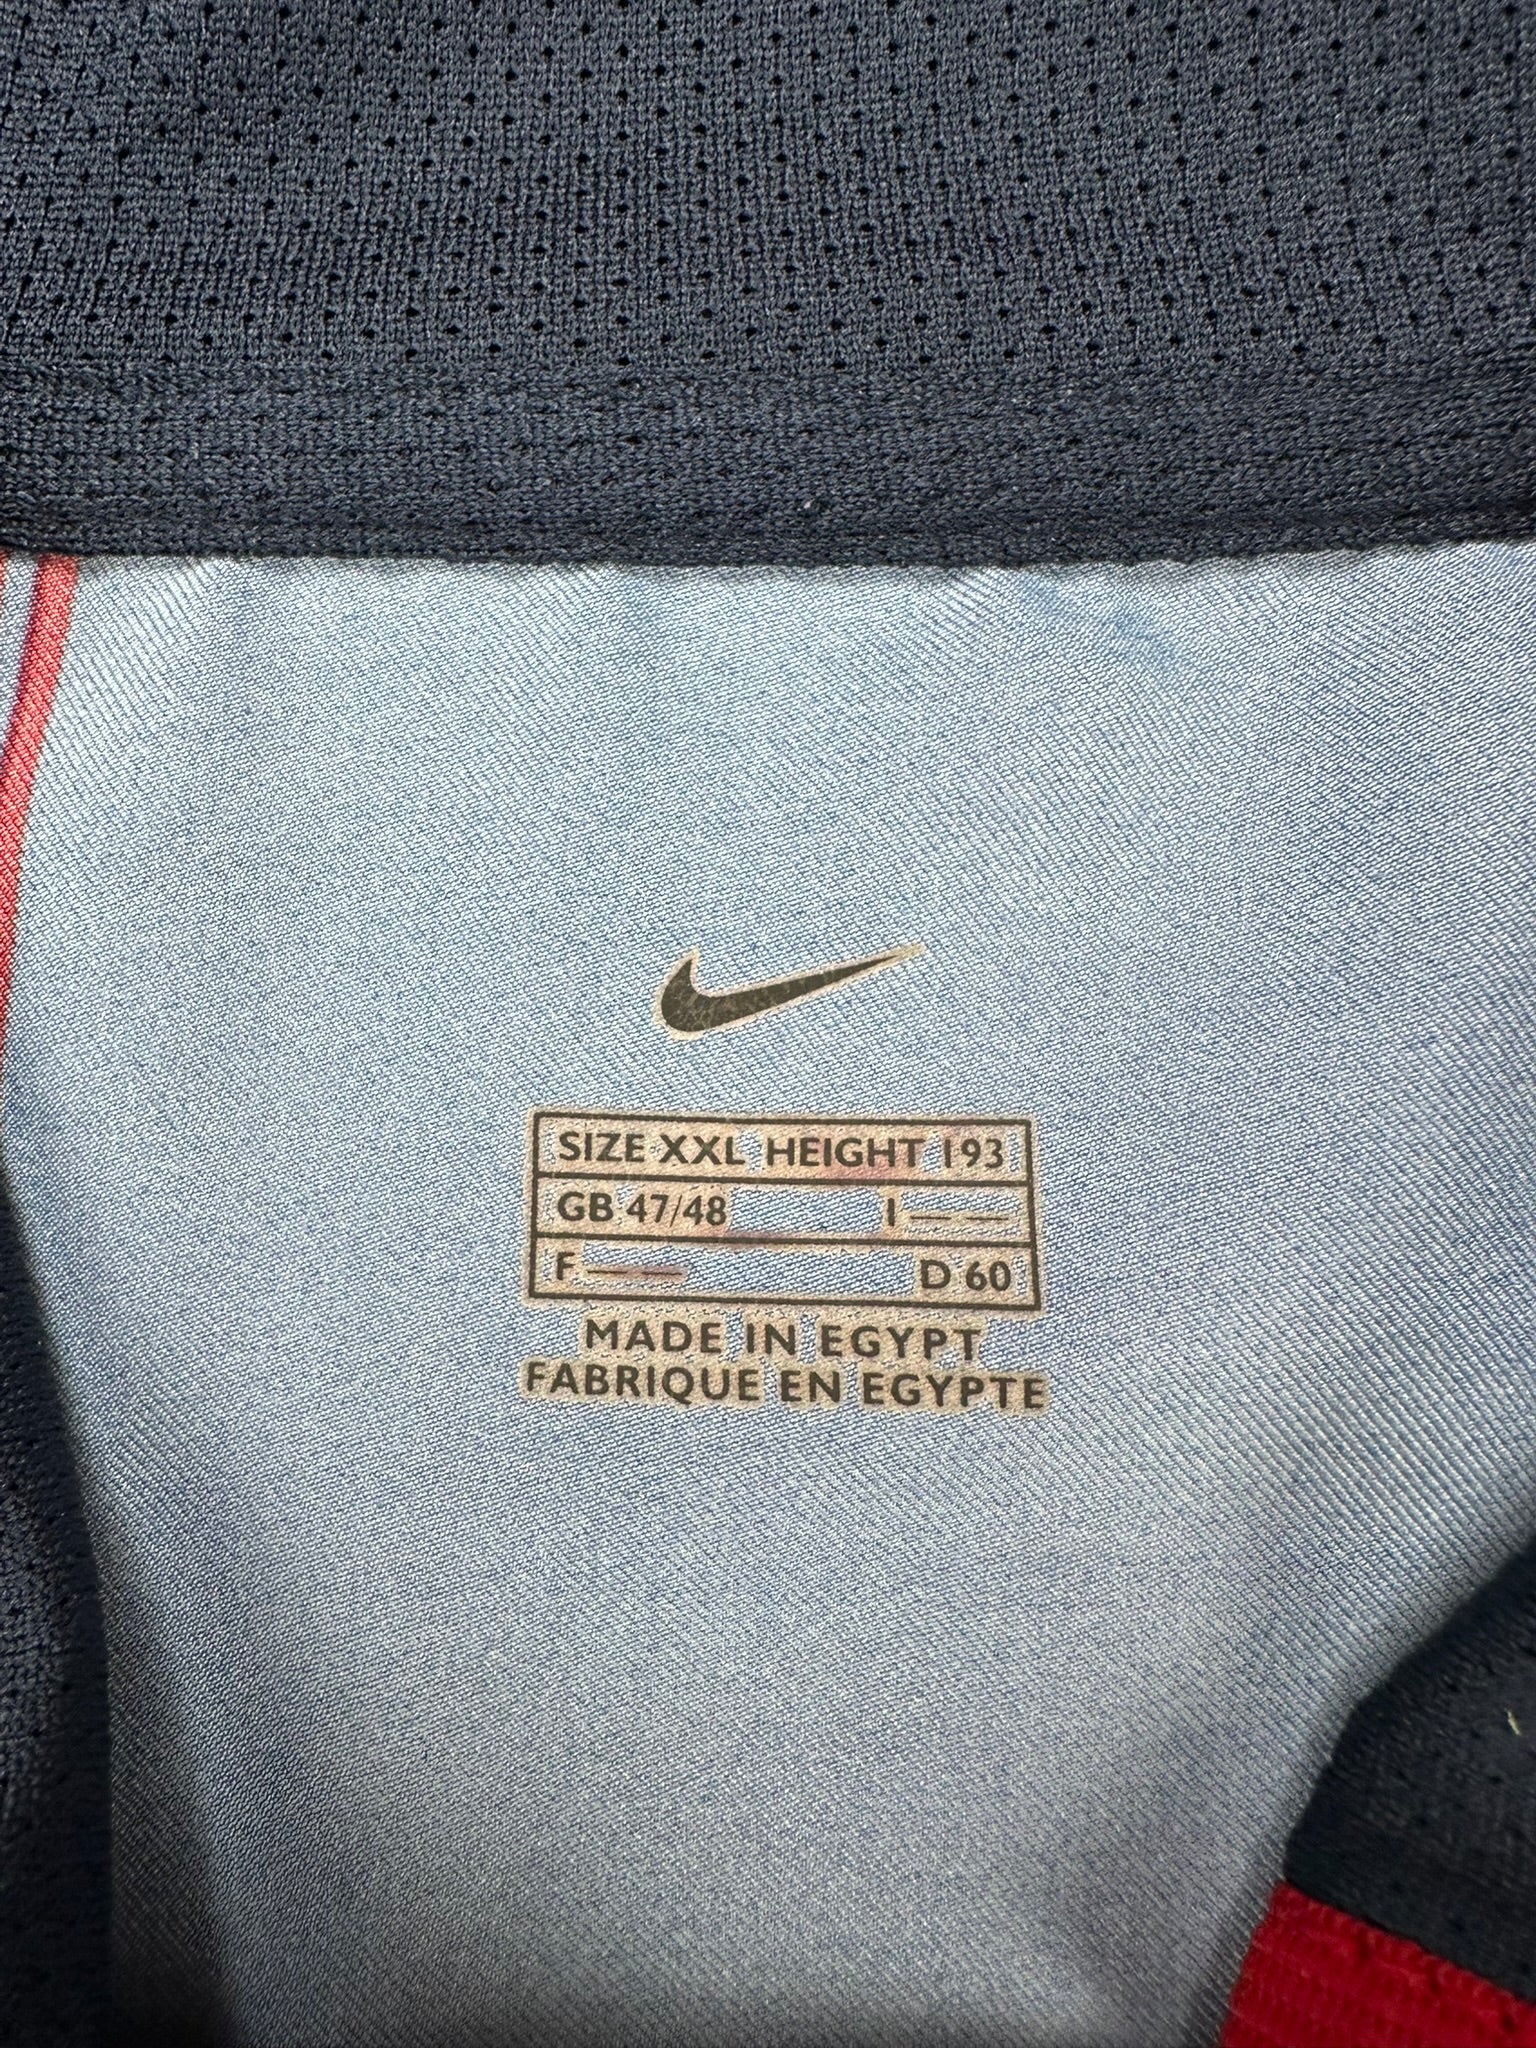 SIZE XXL HEIGHT 193
GB 47/48 I — —
F — — D 60
MADE IN EGYPT
FABRIQUE EN EGYPTE